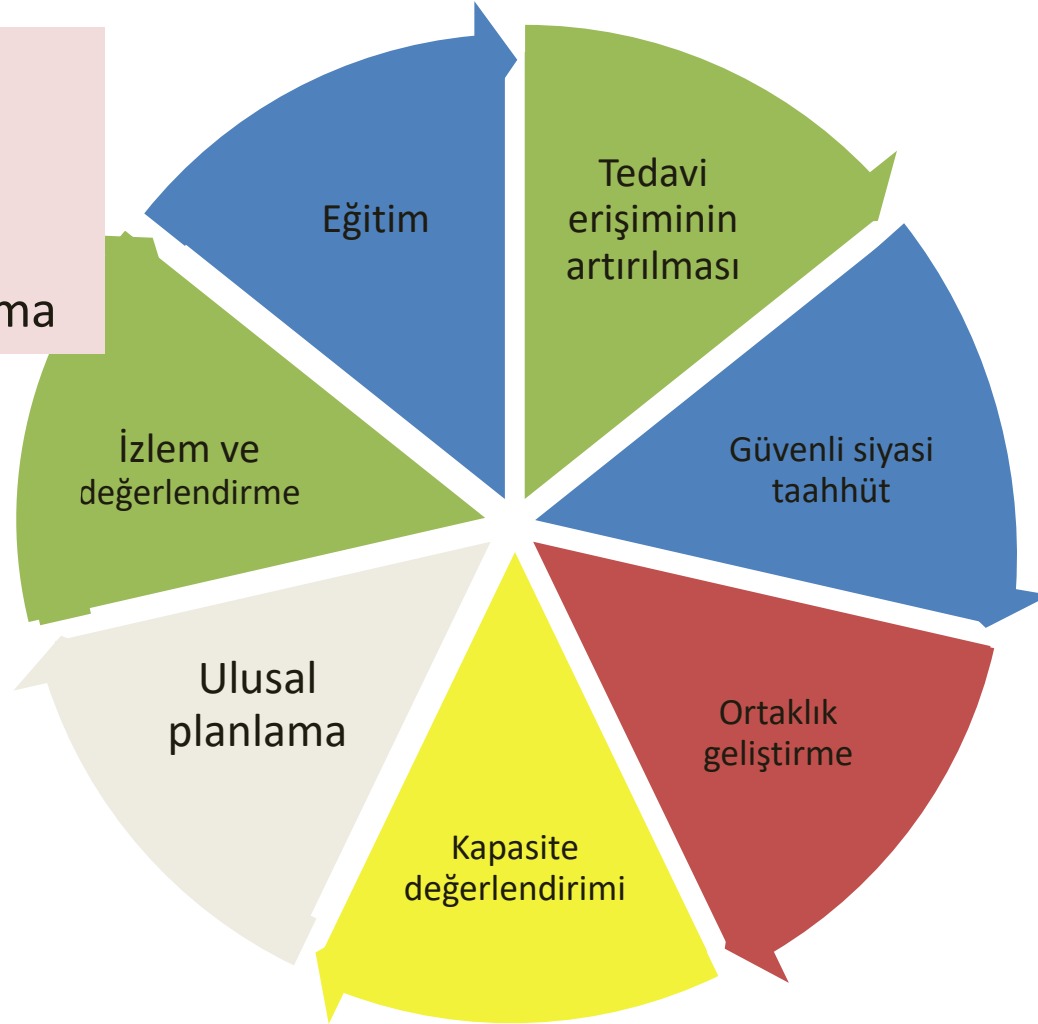 Eğitim
Tedavi
erişiminin
artırılması
ma
İzlem ve
değerlendirme
Güvenli siyasi
taahhüt
Ulusal
planlama
Ortaklık
geliştirme
Kapasite
değerlendirimi